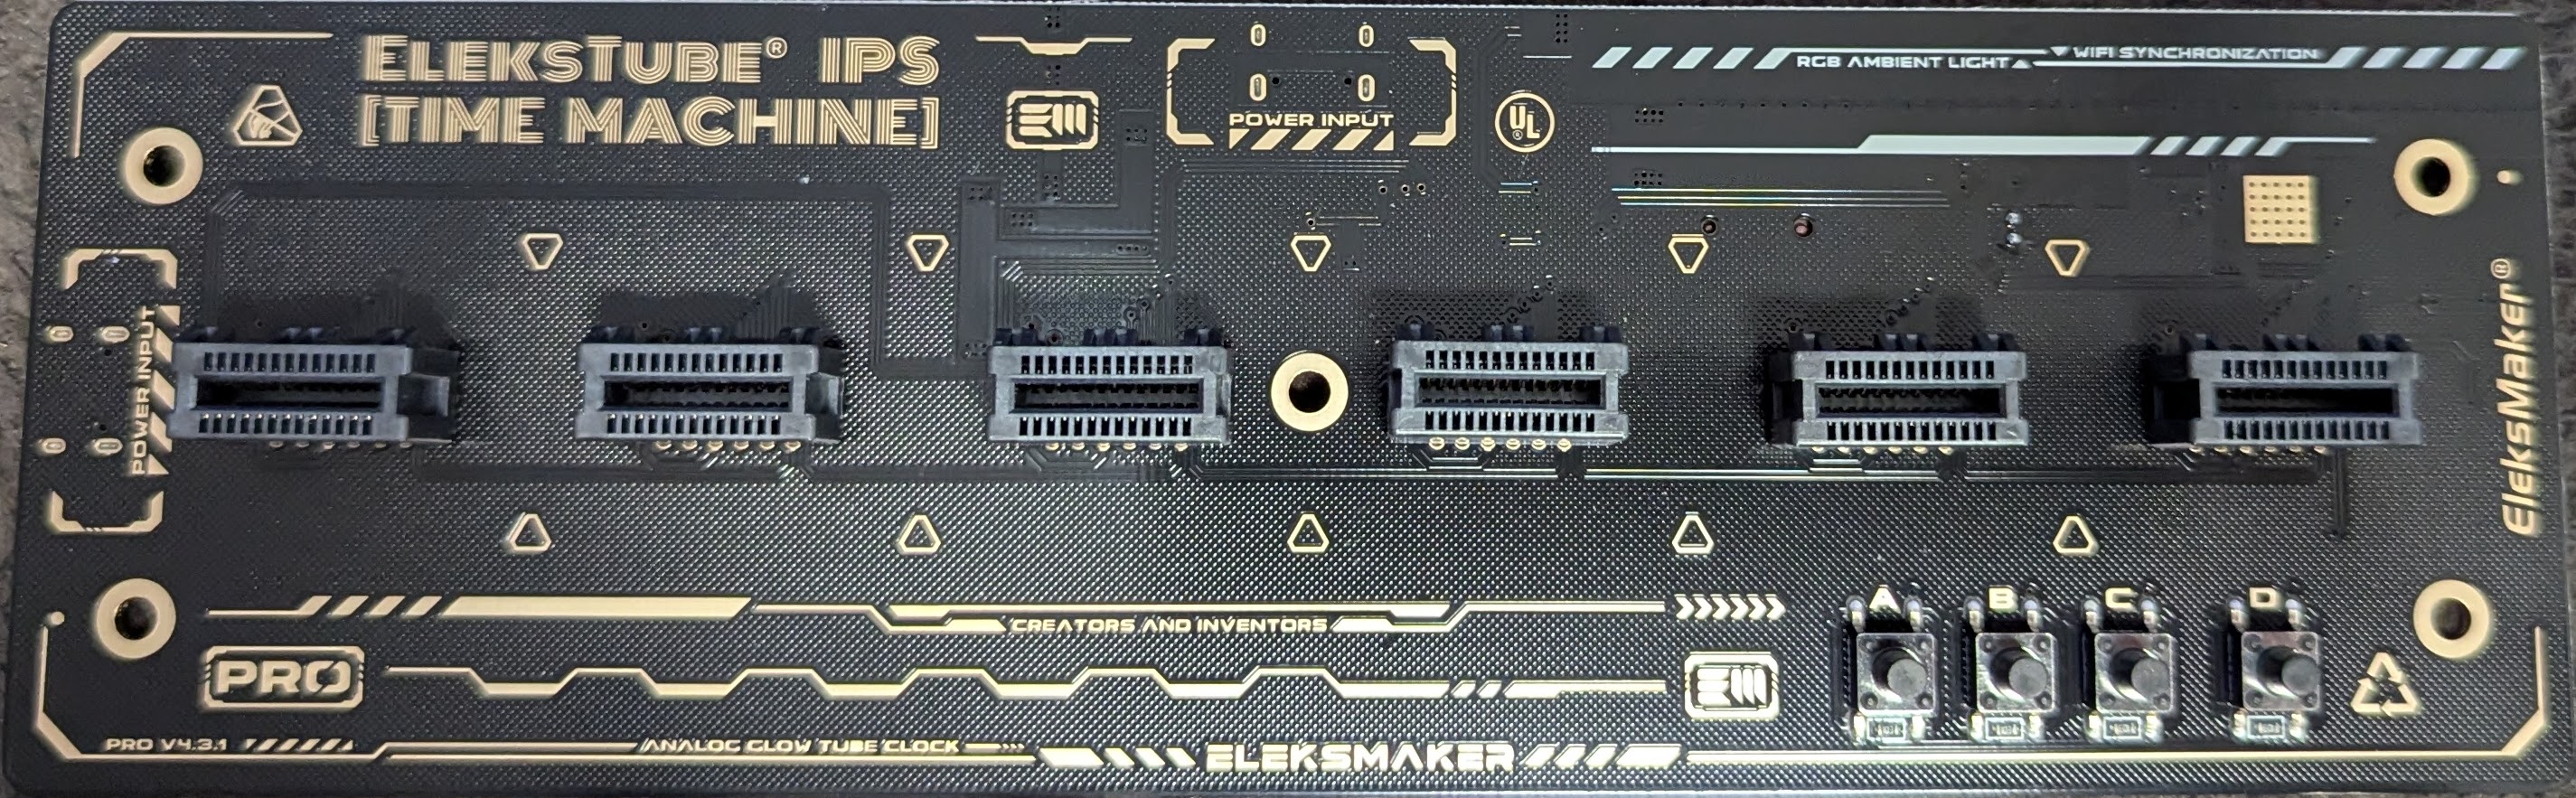 ELEKSTUBE® IPS
[TIME MACHINE]
POWER INPUT
UL
RGB AMBIENT LIGHT
WIFI SYNCHRONIZATION
POWER INPUT
EleksMaker®
A B C D
CREATORS AND INVENTORS
PRO
PRO V4.3.1
ANALOG GLOW TUBE CLOCK
ELEKSMAKER